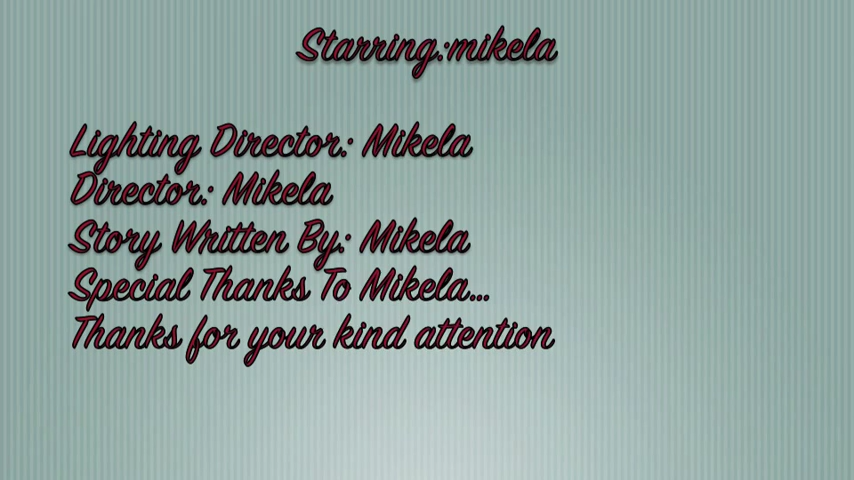 Starring:mikela
Lighting Director: Mikela
Director: Mikela
Story Written By: Mikela
Special Thanks To Mikela...
Thanks for your kind attention